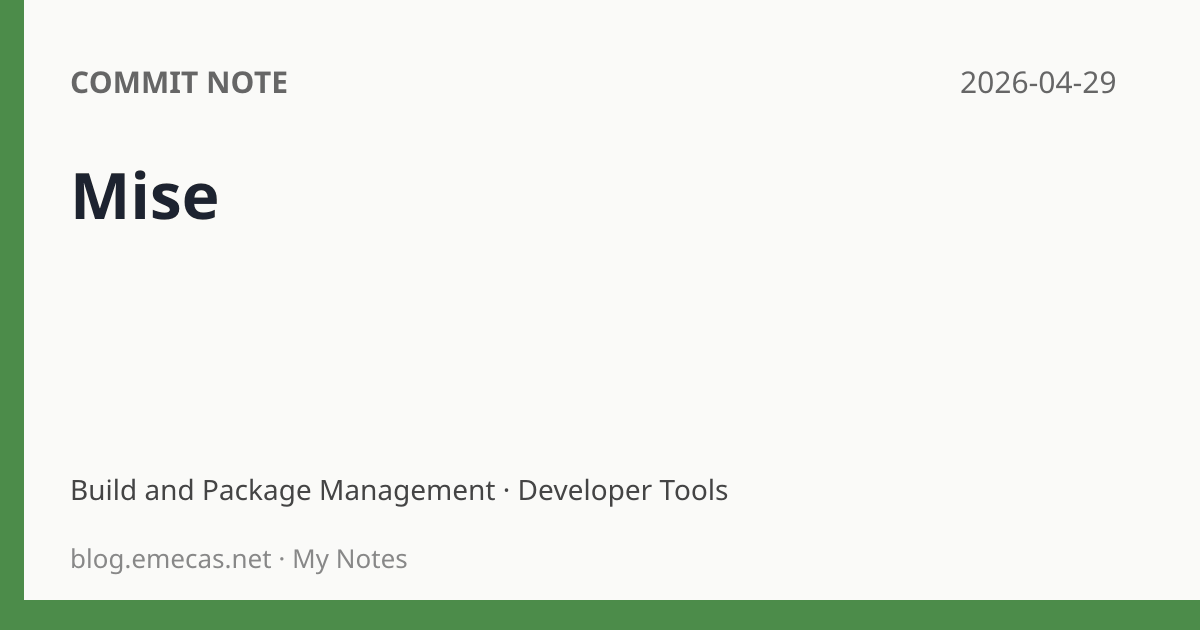 COMMIT NOTE
2026-04-29
Mise
Build and Package Management · Developer Tools
blog.emecas.net · My Notes